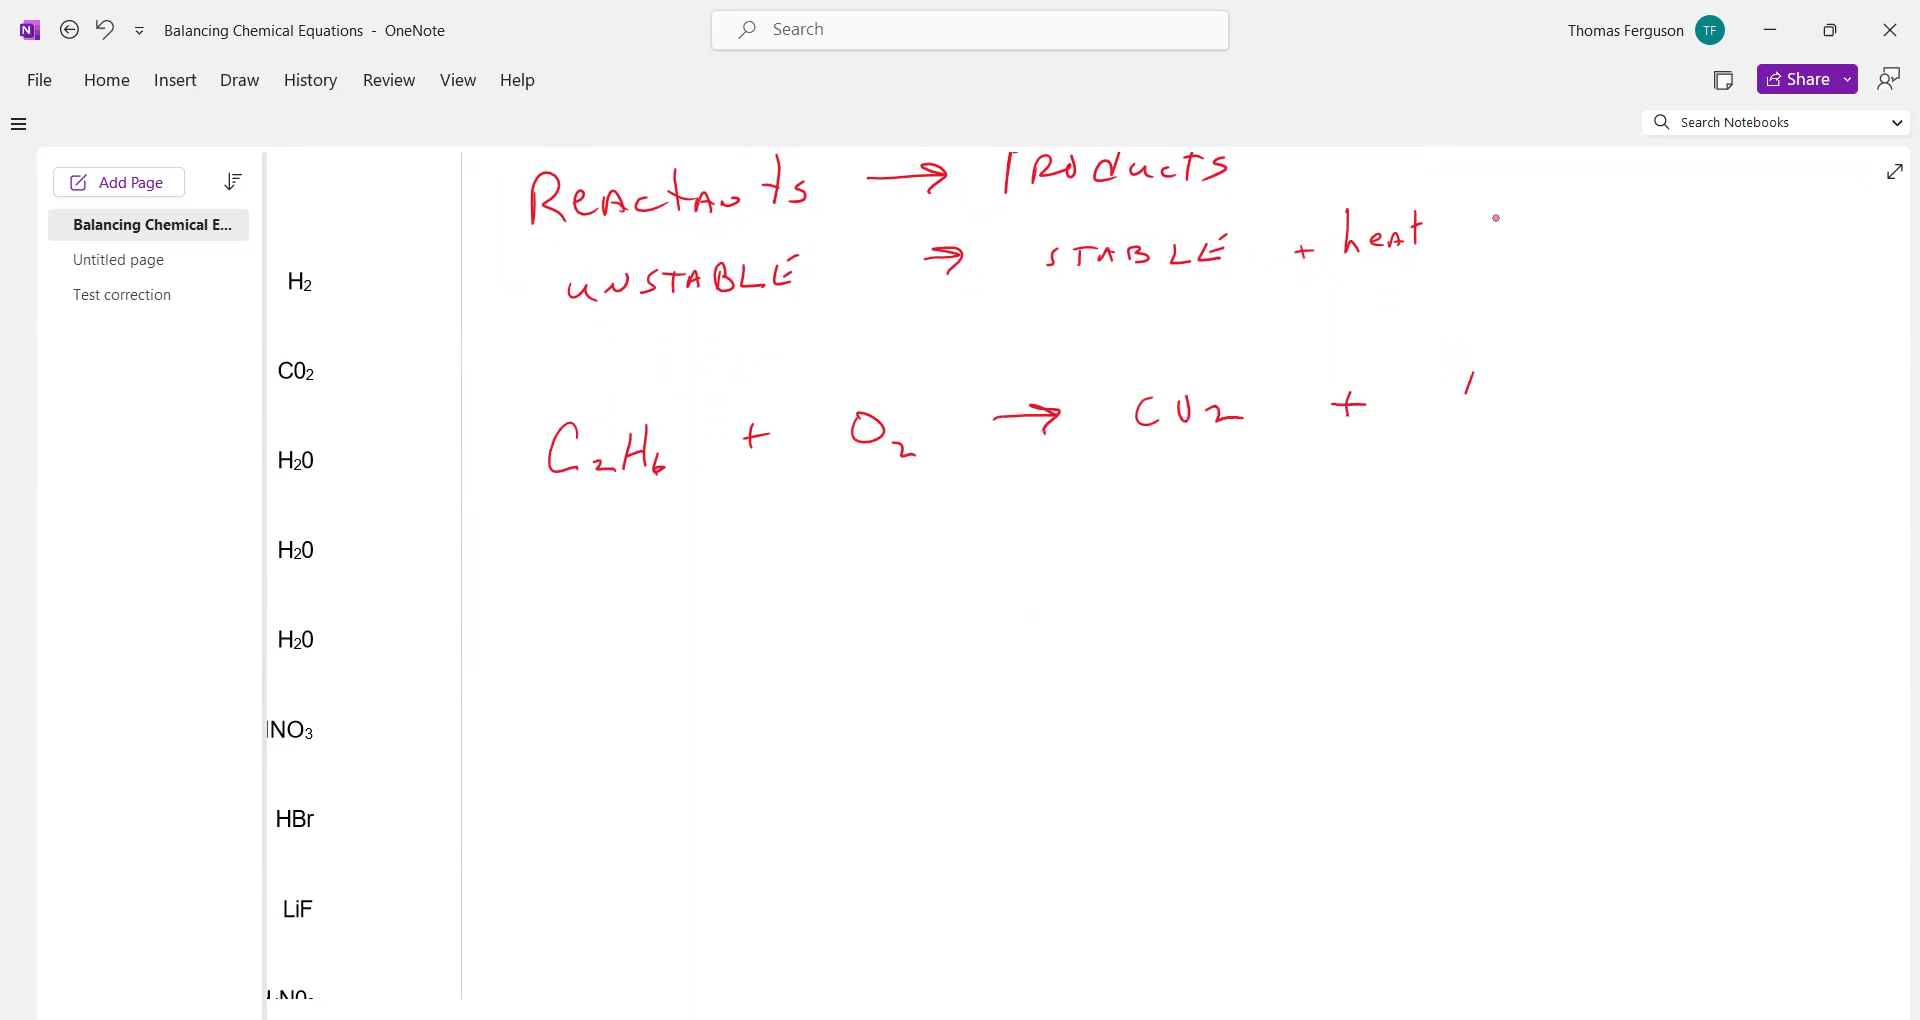 Balancing Chemical Equations - OneNote
Search
Thomas Ferguson
TF
File Home Insert Draw History Review View Help
Share
Search Notebooks
Add Page
Balancing Chemical E...
Untitled page
Test correction
Reactants → Products
UNSTABLE → STABLE + heat
H₂
C0₂
C₂H₆ + O₂ → CO₂ +
H₂0
H₂0
H₂0
NO₃
HBr
LiF